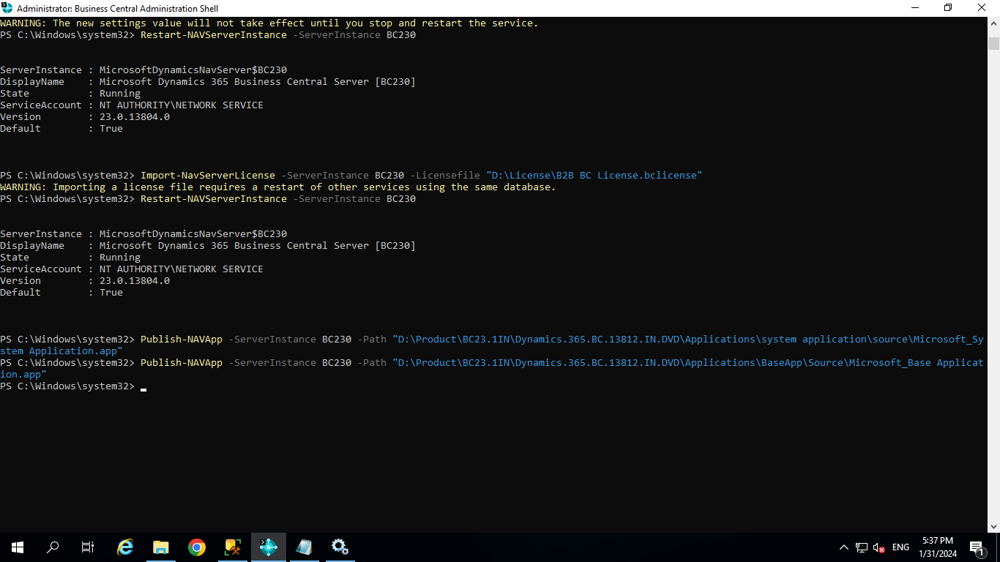 Administrator: Business Central Administration Shell
WARNING: The new settings value will not take effect until you stop and restart the service.
PS C:\Windows\system32> Restart-NAVServerInstance -ServerInstance BC230
ServerInstance : MicrosoftDynamicsNavServer$BC230
DisplayName    : Microsoft Dynamics 365 Business Central Server [BC230]
State          : Running
ServiceAccount : NT AUTHORITY\NETWORK SERVICE
Version        : 23.0.13804.0
Default        : True
PS C:\Windows\system32> Import-NavServerLicense -ServerInstance BC230 -Licensefile "D:\License\B2B BC License.bclicense"
WARNING: Importing a license file requires a restart of other services using the same database.
PS C:\Windows\system32> Restart-NAVServerInstance -ServerInstance BC230
ServerInstance : MicrosoftDynamicsNavServer$BC230
DisplayName    : Microsoft Dynamics 365 Business Central Server [BC230]
State          : Running
ServiceAccount : NT AUTHORITY\NETWORK SERVICE
Version        : 23.0.13804.0
Default        : True
PS C:\Windows\system32> Publish-NAVApp -ServerInstance BC230 -Path "D:\Product\BC23.1IN\Dynamics.365.BC.13812.IN.DVD\Applications\system application\source\Microsoft_Sy
stem Application.app"
PS C:\Windows\system32> Publish-NAVApp -ServerInstance BC230 -Path "D:\Product\BC23.1IN\Dynamics.365.BC.13812.IN.DVD\Applications\BaseApp\Source\Microsoft_Base Applicat
ion.app"
PS C:\Windows\system32>
ENG
5:37 PM
1/31/2024
1